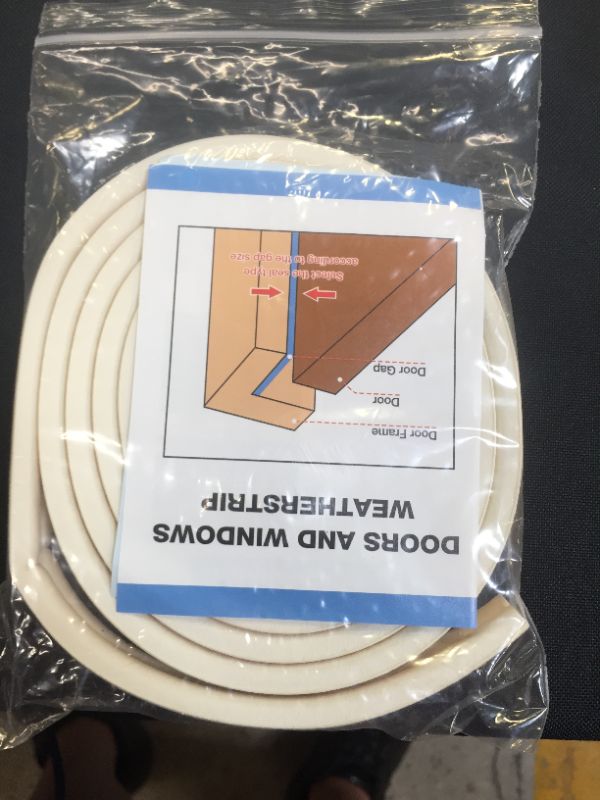 DOORS AND WINDOWS
WEATHERSTRIP
Door Frame
Door
Door Gap
Select the seal type
according to the gap size